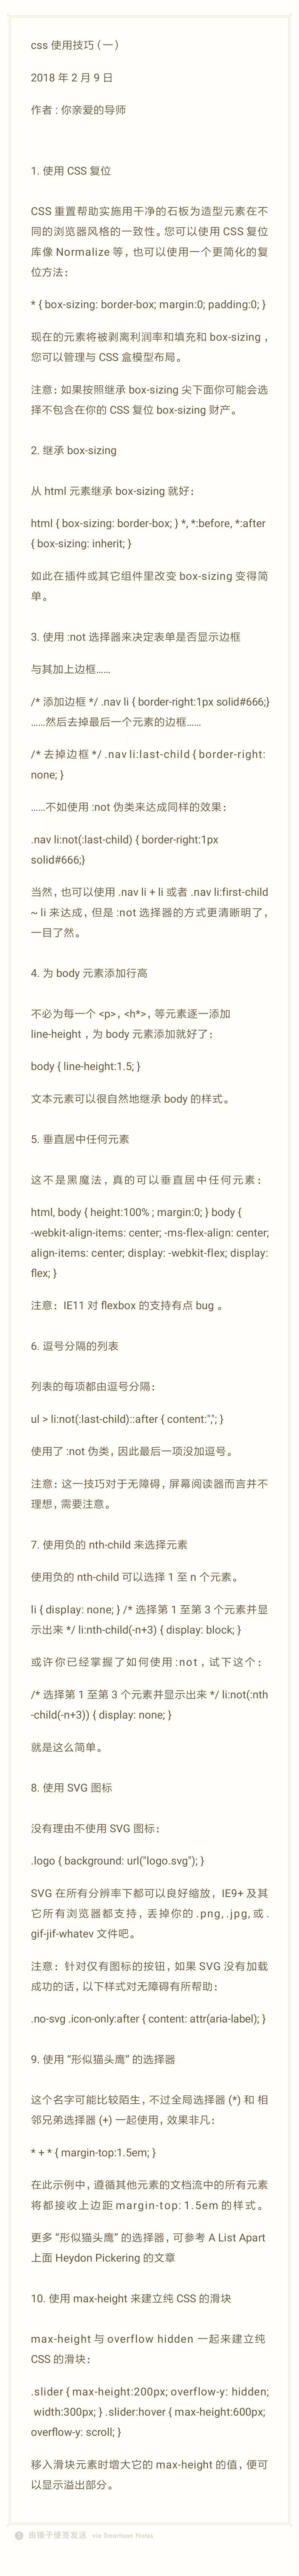 css 使用技巧 (一)
2018 年 2 月 9 日
作者 : 你亲爱的导师
1. 使用 CSS 复位
CSS 重置帮助实施用干净的石板为造型元素在不
同的浏览器风格的一致性。您可以使用 CSS 复位
库像 Normalize 等，也可以使用一个更简化的复
位方法：
* { box-sizing: border-box; margin:0; padding:0; }
现在的元素将被剥离利润率和填充和 box-sizing ，
您可以管理与 CSS 盒模型布局。
注意：如果按照继承 box-sizing 尖下面你可能会选
择不包含在你的 CSS 复位 box-sizing 财产。
2. 继承 box-sizing
从 html 元素继承 box-sizing 就好：
html { box-sizing: border-box; } *, *:before, *:after
{ box-sizing: inherit; }
如此在插件或其它组件里改变 box-sizing 变得简
单。
3. 使用 :not 选择器来决定表单是否显示边框
与其加上边框……
/* 添加边框 */ .nav li { border-right:1px solid#666;}
……然后去掉最后一个元素的边框……
/* 去掉边框 */ .nav li:last-child { border-right:
none; }
……不如使用 :not 伪类来达成同样的效果：
.nav li:not(:last-child) { border-right:1px
solid#666;}
当然，也可以使用 .nav li + li 或者 .nav li:first-child
~ li 来达成，但是 :not 选择器的方式更清晰明了，
一目了然。
4. 为 body 元素添加行高
不必为每一个 <p>，<h*>，等元素逐一添加
line-height ，为 body 元素添加就好了：
body { line-height:1.5; }
文本元素可以很自然地继承 body 的样式。
5. 垂直居中任何元素
这不是黑魔法，真的可以垂直居中任何元素：
html, body { height:100% ; margin:0; } body {
-webkit-align-items: center; -ms-flex-align: center;
align-items: center; display: -webkit-flex; display:
flex; }
注意： IE11 对 flexbox 的支持有点 bug 。
6. 逗号分隔的列表
列表的每项都由逗号分隔：
ul > li:not(:last-child)::after { content:","; }
使用了 :not 伪类，因此最后一项没加逗号。
注意：这一技巧对于无障碍，屏幕阅读器而言并不
理想，需要注意。
7. 使用负的 nth-child 来选择元素
使用负的 nth-child 可以选择 1 至 n 个元素。
li { display: none; } /* 选择第 1 至第 3 个元素并显
示出来 */ li:nth-child(-n+3) { display: block; }
或许你已经掌握了如何使用 :not ，试下这个：
/* 选择第 1 至第 3 个元素并显示出来 */ li:not(:nth
-child(-n+3)) { display: none; }
就是这么简单。
8. 使用 SVG 图标
没有理由不使用 SVG 图标：
.logo { background: url("logo.svg"); }
SVG 在所有分辨率下都可以良好缩放，IE9+ 及其
它所有浏览器都支持，丢掉你的 .png, .jpg, 或 .
gif-jif-whatev 文件吧。
注意：针对仅有图标的按钮，如果 SVG 没有加载
成功的话，以下样式对无障碍有所帮助：
.no-svg .icon-only:after { content: attr(aria-label); }
9. 使用 “形似猫头鹰” 的选择器
这个名字可能比较陌生，不过全局选择器 (*) 和 相
邻兄弟选择器 (+) 一起使用，效果非凡：
* + * { margin-top:1.5em; }
在此示例中，遵循其他元素的文档流中的所有元素
将都接收上边距 margin-top: 1.5em 的样式。
更多 “形似猫头鹰” 的选择器，可参考 A List Apart
上面 Heydon Pickering 的文章
10. 使用 max-height 来建立纯 CSS 的滑块
max-height 与 overflow hidden 一起来建立纯
CSS 的滑块：
.slider { max-height:200px; overflow-y: hidden;
width:300px; } .slider:hover { max-height:600px;
overflow-y: scroll; }
移入滑块元素时增大它的 max-height 的值，便可
以显示溢出部分。
由锤子便签发送 via Smartisan Notes